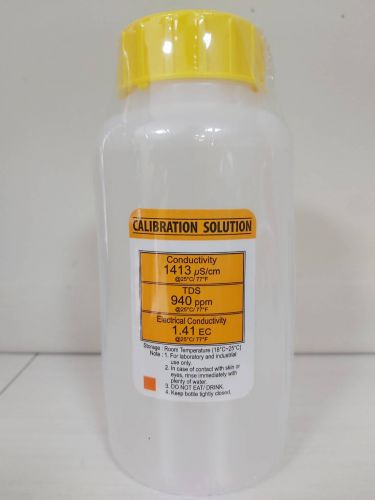 CALIBRATION SOLUTION
Conductivity
1413 µS/cm
@25°C/ 77°F
TDS
940 ppm
@25°C/ 77°F
Electrical Conductivity
1.41 EC
@25°C/ 77°F
Storage : Room Temperature (18°C~25°C)
Note : 1. For laboratory and industrial
use only.
2. In case of contact with skin or
eyes, rinse immediately with
plenty of water.
3. DO NOT EAT/ DRINK.
4. Keep bottle tightly closed.